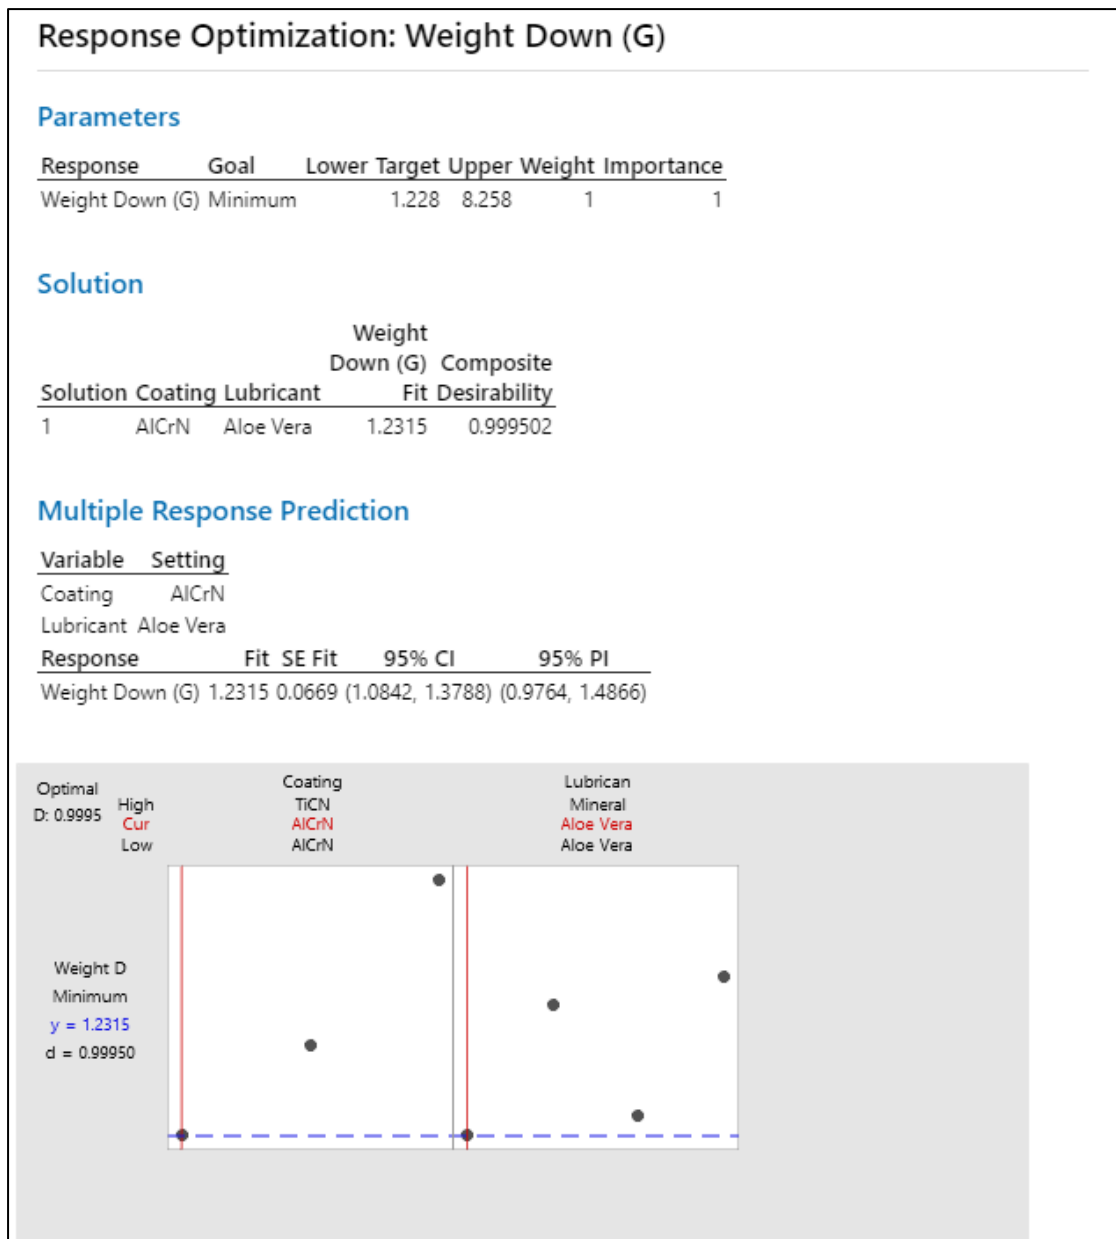 Response Optimization: Weight Down (G)
Parameters
Response Goal Lower Target Upper Weight Importance
Weight Down (G) Minimum 1.228 8.258 1 1
Solution
Weight
Down (G) Composite
Solution Coating Lubricant Fit Desirability
1 AlCrN Aloe Vera 1.2315 0.999502
Multiple Response Prediction
Variable Setting
Coating AlCrN
Lubricant Aloe Vera
Response Fit SE Fit 95% CI 95% PI
Weight Down (G) 1.2315 0.0669 (1.0842, 1.3788) (0.9764, 1.4866)
Optimal Coating Lubrican
D: 0.9995 High TiCN Mineral
Cur AlCrN Aloe Vera
Low AlCrN Aloe Vera
Weight D
Minimum
y = 1.2315
d = 0.99950